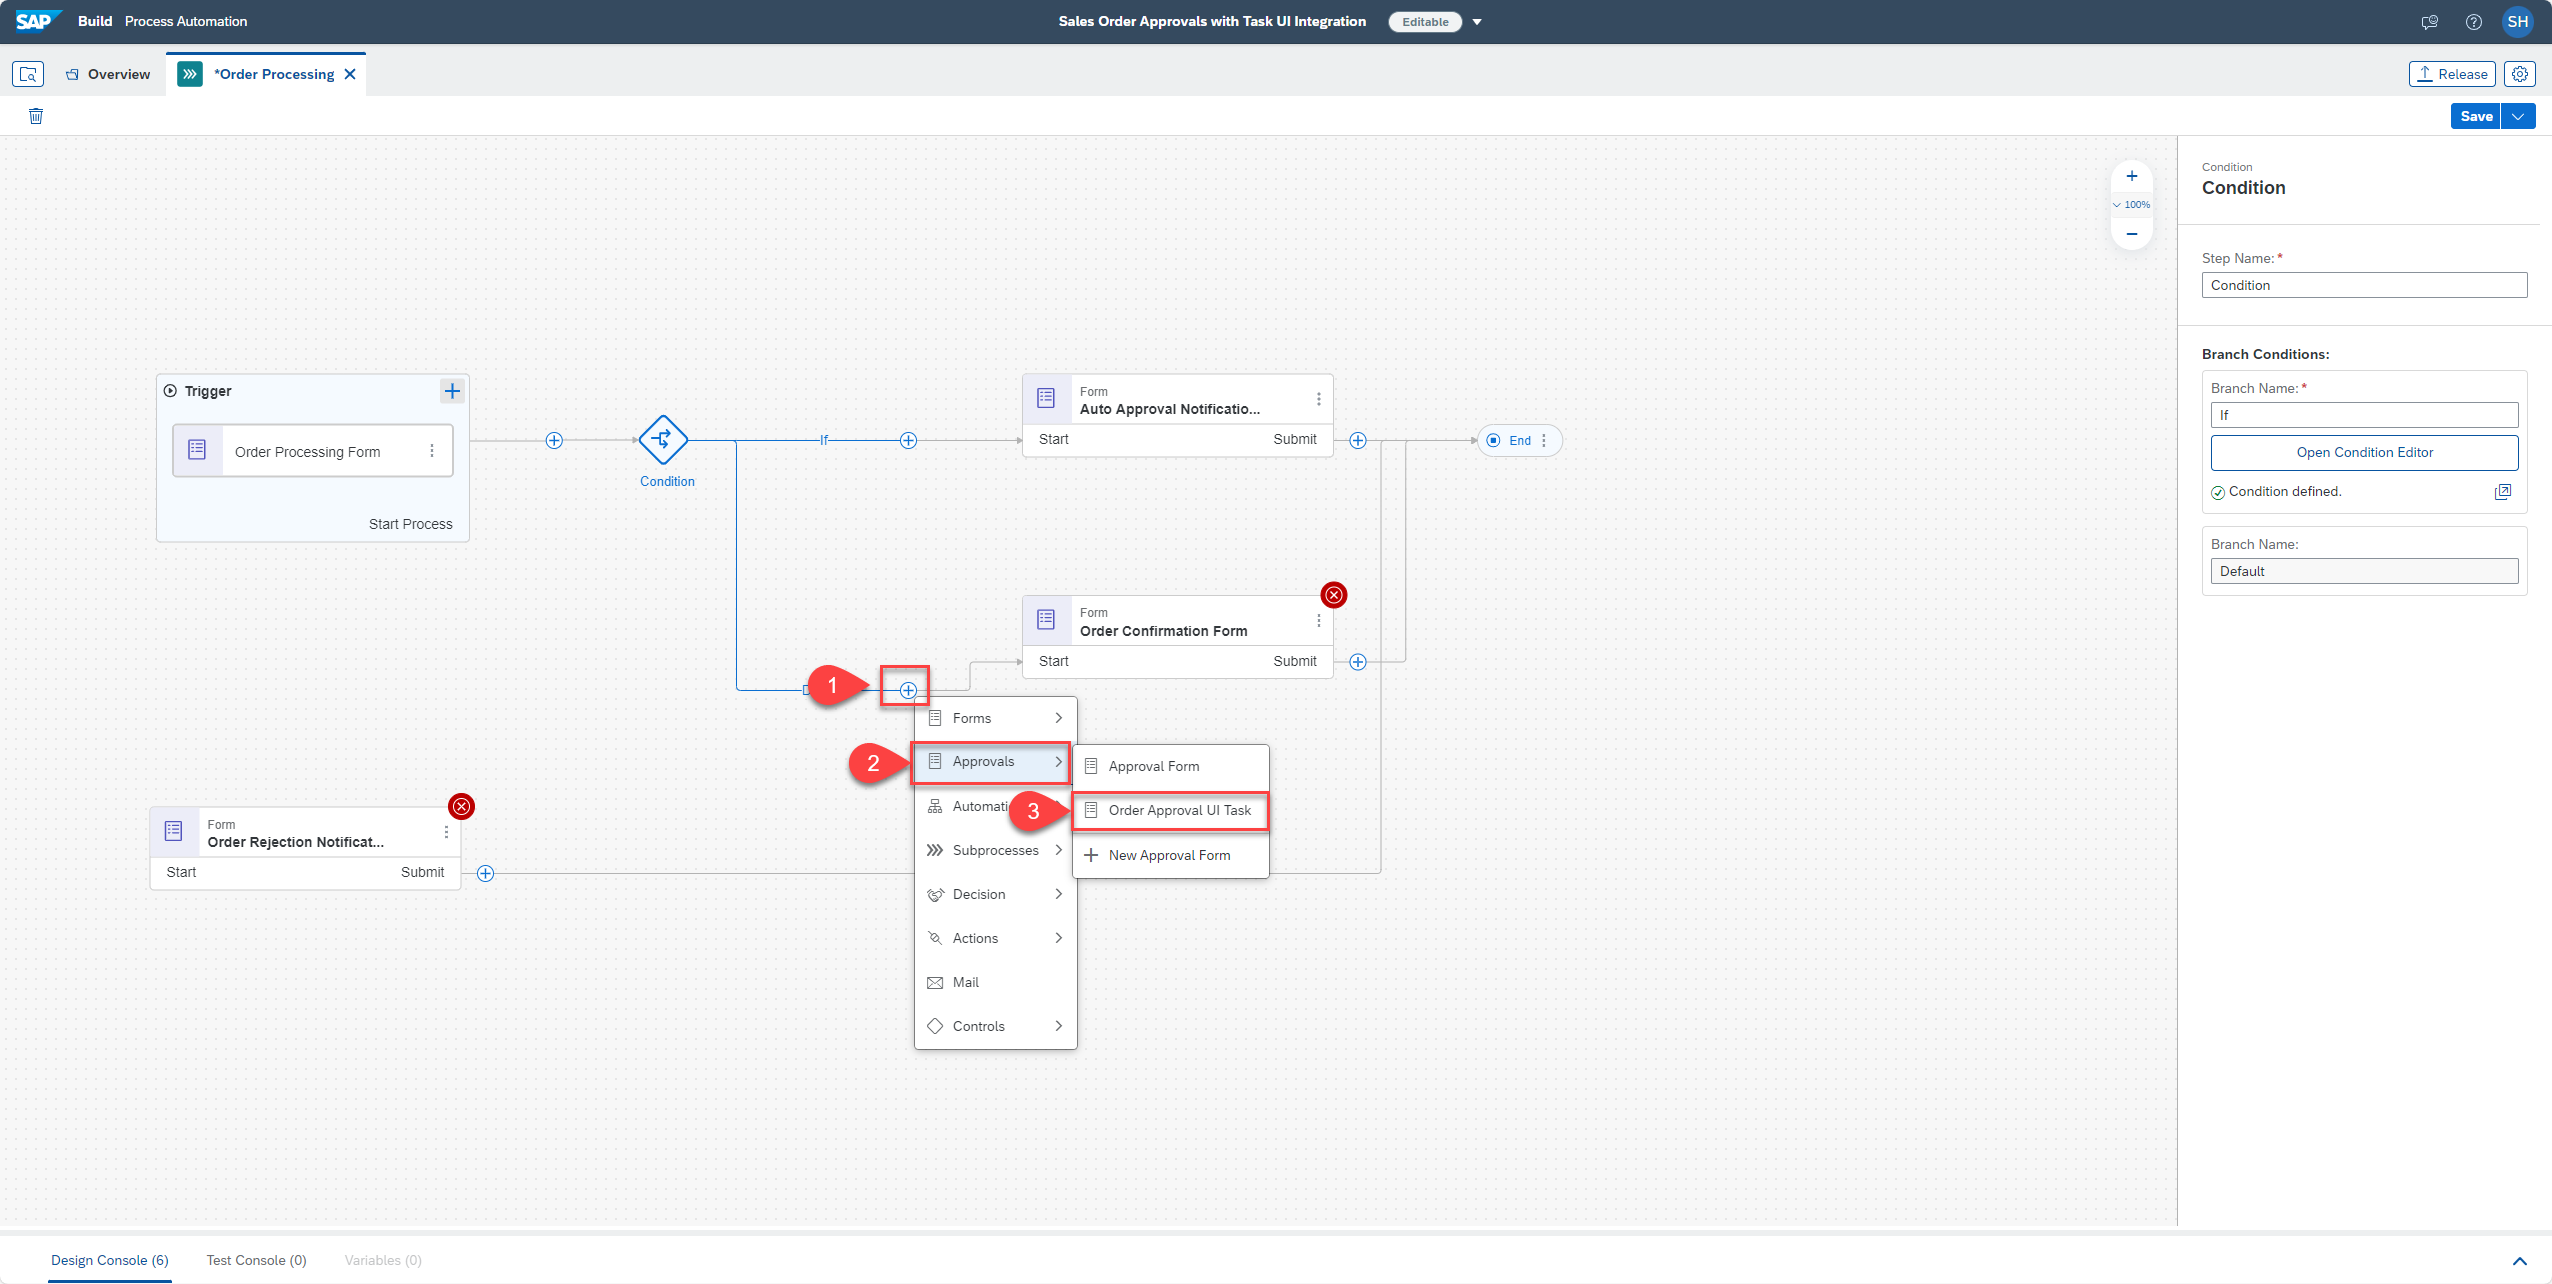 SAP Build Process Automation
Sales Order Approvals with Task UI Integration
Editable
SH
Overview
*Order Processing
Release
Save
100%
Condition
Condition
Step Name:*
Condition
Branch Conditions:
Branch Name:*
If
Open Condition Editor
Condition defined.
Branch Name:
Default
Trigger
Order Processing Form
Start Process
Condition
If
Form
Auto Approval Notificatio...
Start Submit
End
Form
Order Confirmation Form
Start Submit
1
Forms
2
Approvals
Approval Form
3
Order Approval UI Task
New Approval Form
Subprocesses
Decision
Actions
Mail
Controls
Form
Order Rejection Notificat...
Start Submit
Design Console (6)
Test Console (0)
Variables (0)